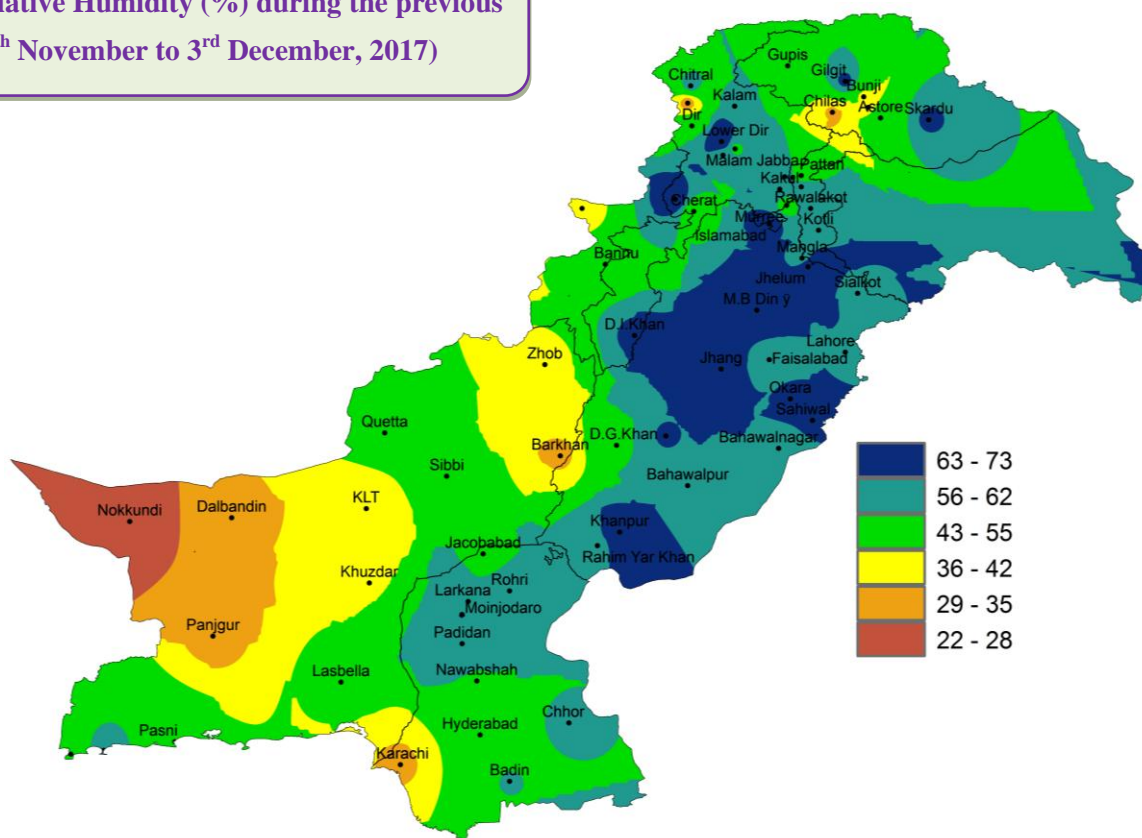 Humidity (%) during the previous
November to 3rd December, 2017)
Gupis
Gilgit
Chitral
Bunji
Kalam
Chilas
Astore
Skardu
Dir
Lower Dir
Malam Jabba
Pattan
Kakul
Cherat
Rawalakot
Murree
Kotli
Islamabad
Mangla
Bannu
Jhelum
Sialkot
M.B Din ÿ
D.I.Khan
Lahore
Zhob
Jhang
Faisalabad
Okara
Sahiwal
Quetta
D.G.Khan
Bahawalnagar
Barkhan
Sibbi
Bahawalpur
63 - 73
56 - 62
43 - 55
36 - 42
29 - 35
22 - 28
Nokkundi
Dalbandin
KLT
Khanpur
Jacobabad
Rahim Yar Khan
Khuzdar
Rohri
Larkana
Moinjodaro
Panjgur
Padidan
Lasbella
Nawabshah
Pasni
Hyderabad
Chhor
Karachi
Badin